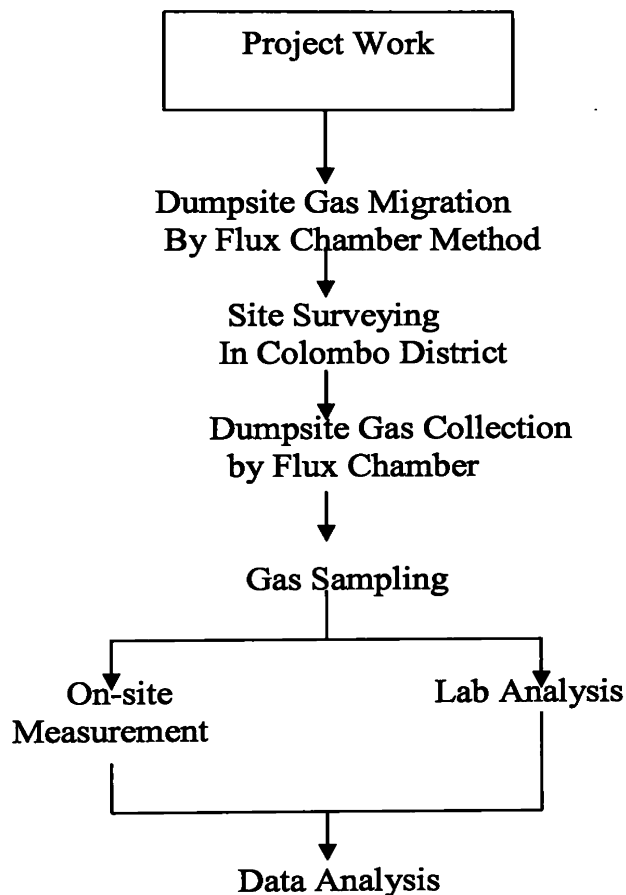 Project Work
Dumpsite Gas Migration
By Flux Chamber Method
Site Surveying
In Colombo District
Dumpsite Gas Collection
by Flux Chamber
Gas Sampling
On-site
Measurement
Lab Analysis
Data Analysis